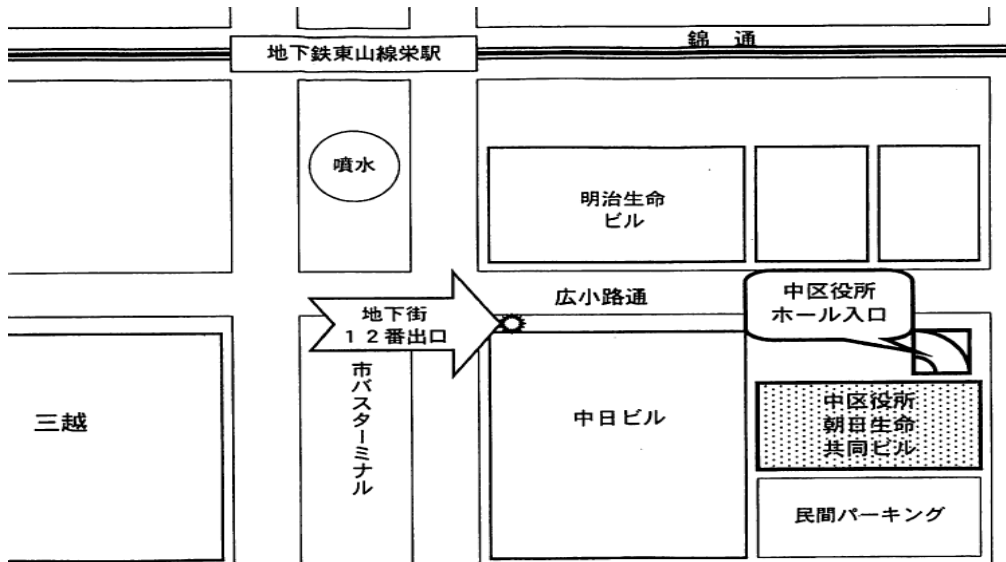 錦 通
地下鉄東山線栄駅
噴水
明治生命
ビル
広小路通
中区役所
ホール入口
地下街
12番出口
市バスターミナル
三越
中日ビル
中区役所
朝日生命
共同ビル
民間パーキング